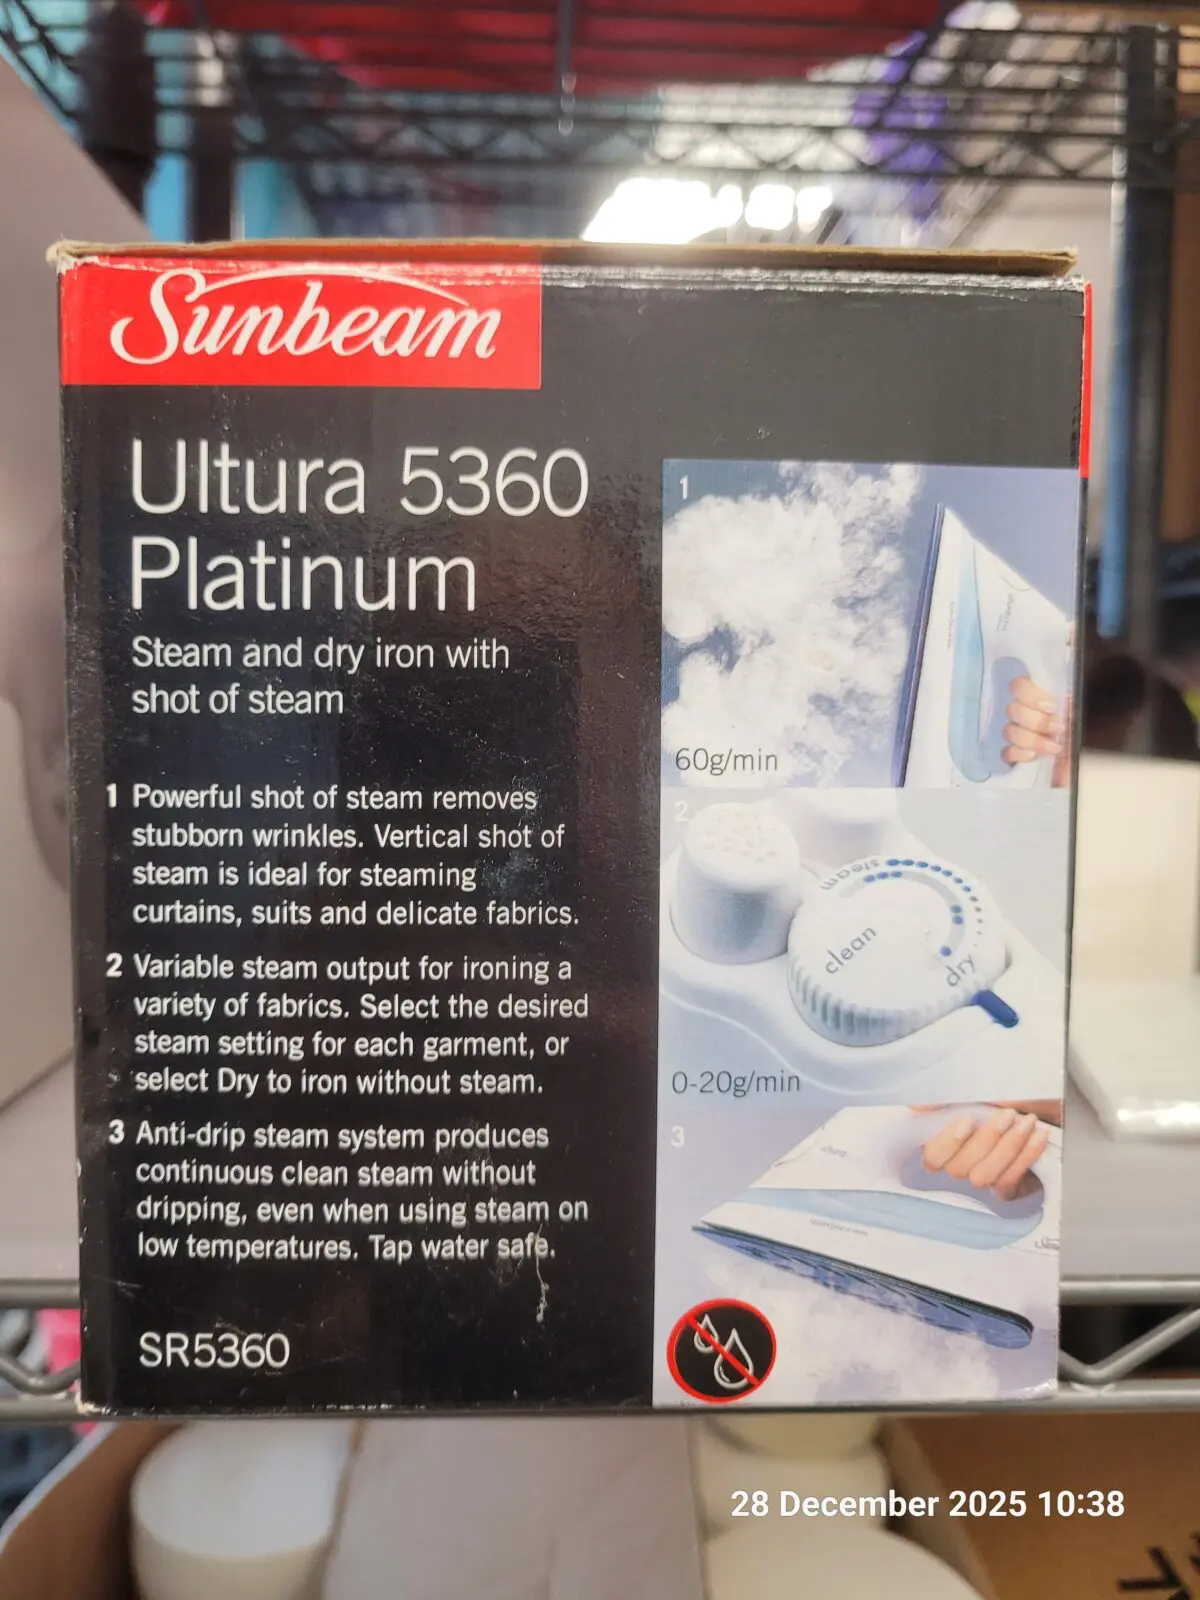 Sunbeam
Ultura 5360
Platinum
Steam and dry iron with
shot of steam
1 Powerful shot of steam removes
stubborn wrinkles. Vertical shot of
steam is ideal for steaming
curtains, suits and delicate fabrics.
2 Variable steam output for ironing a
variety of fabrics. Select the desired
steam setting for each garment, or
select Dry to iron without steam.
3 Anti-drip steam system produces
continuous clean steam without
dripping, even when using steam on
low temperatures. Tap water safe.
SR5360
1
60g/min
2
steam
clean
dry
0-20g/min
3
28 December 2025 10:38